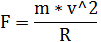 F = m * v^2
R